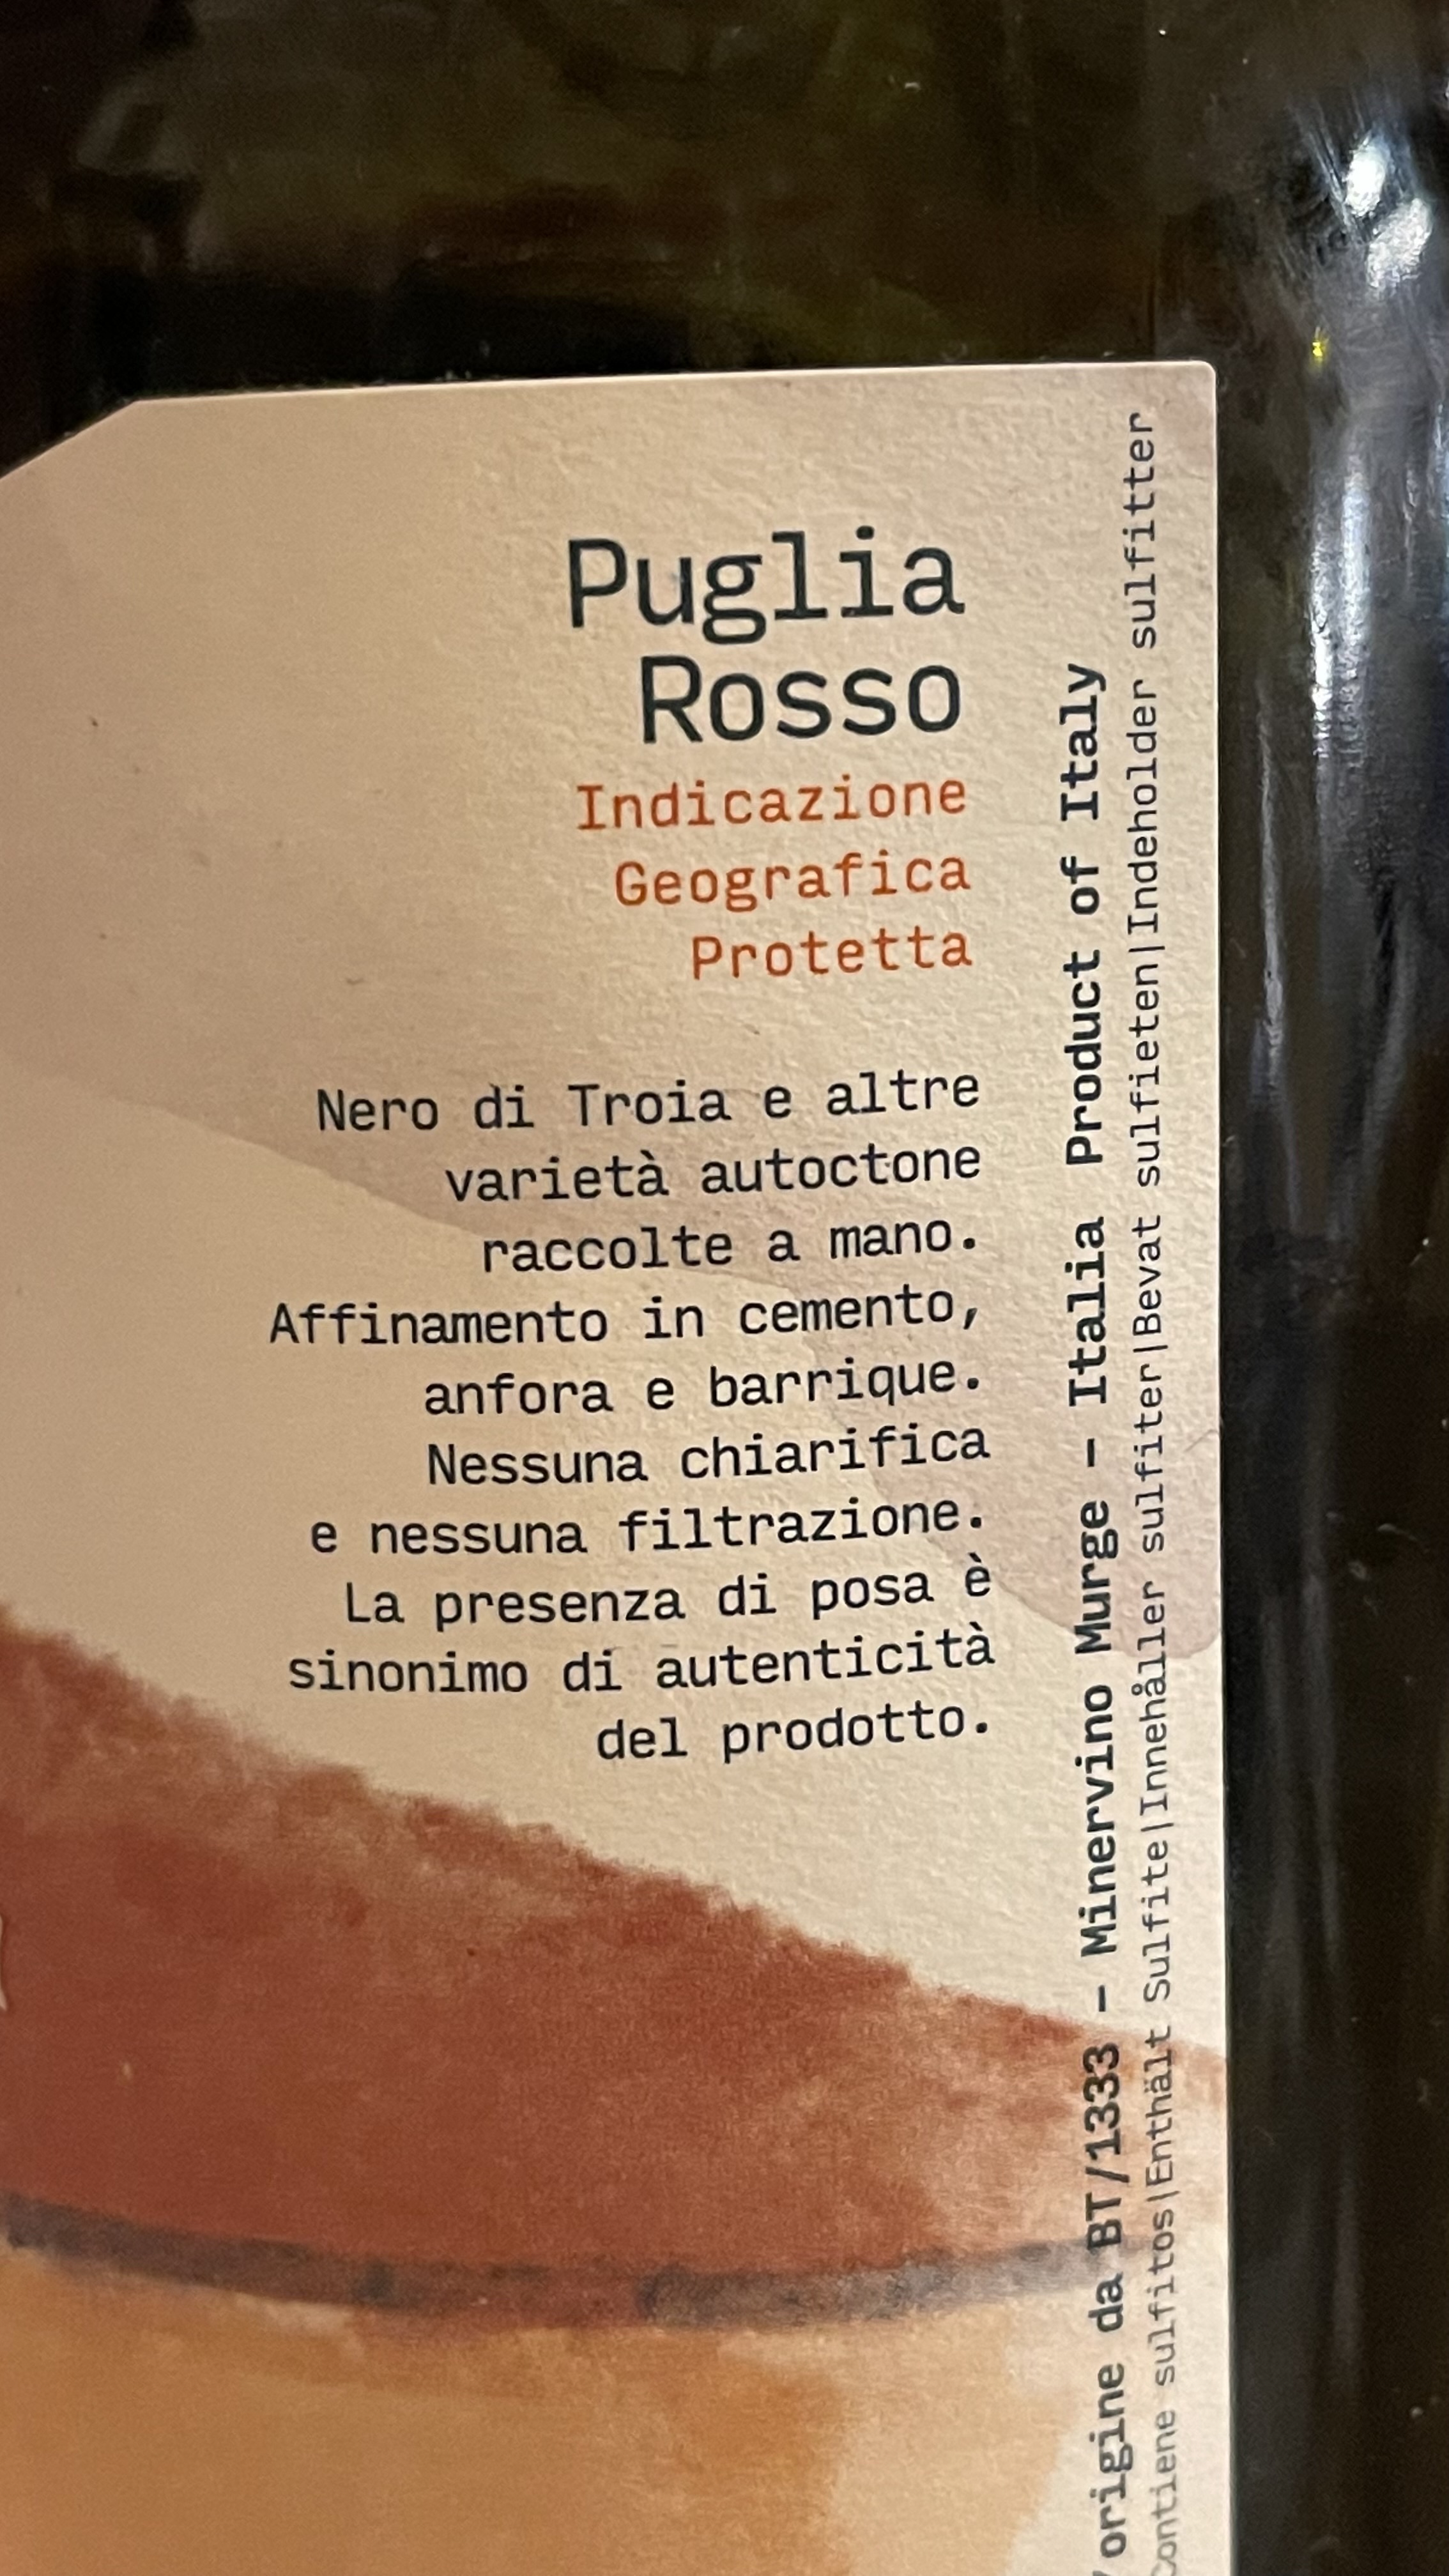 Puglia
Rosso
Indicazione
Geografica
Protetta
Nero di Troia e altre
varietà autoctone
raccolte a mano.
Affinamento in cemento,
anfora e barrique.
Nessuna chiarifica
e nessuna filtrazione.
La presenza di posa è
sinonimo di autenticità
del prodotto.
'origine da BT/1333 – Minervino Murge – Italia Product of Italy
Contiene sulfitos|Enthält Sulfite|Innehåller sulfiter|Bevat sulfieten|Indeholder sulfitter